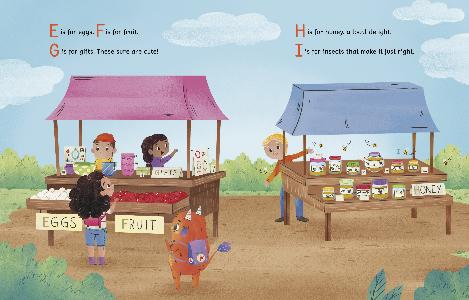 E is for eggs. F is for fruit.
G is for gifts. These sure are cute!
H is for honey, a local delight.
I is for insects that make it just right.
GIFTS
EGGS
FRUIT
HONEY